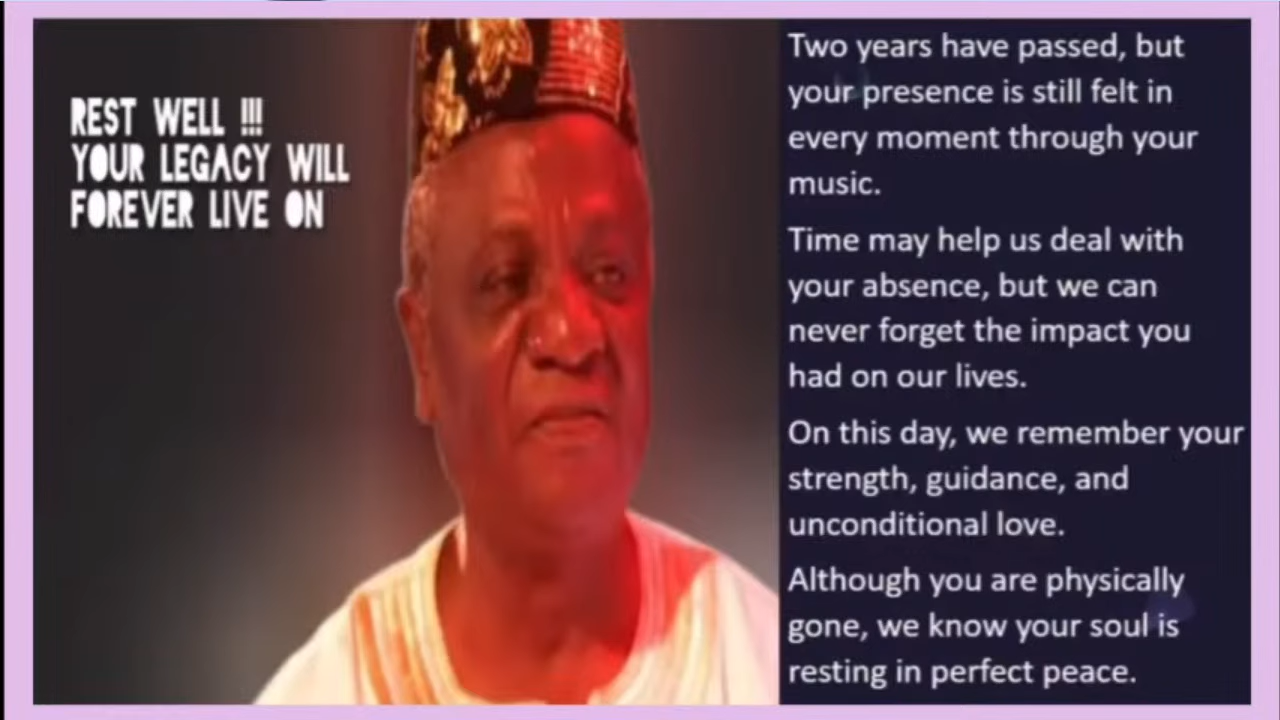 REST WELL !!!
YOUR LEGACY WILL
FOREVER LIVE ON
Two years have passed, but
your presence is still felt in
every moment through your
music.
Time may help us deal with
your absence, but we can
never forget the impact you
had on our lives.
On this day, we remember your
strength, guidance, and
unconditional love.
Although you are physically
gone, we know your soul is
resting in perfect peace.